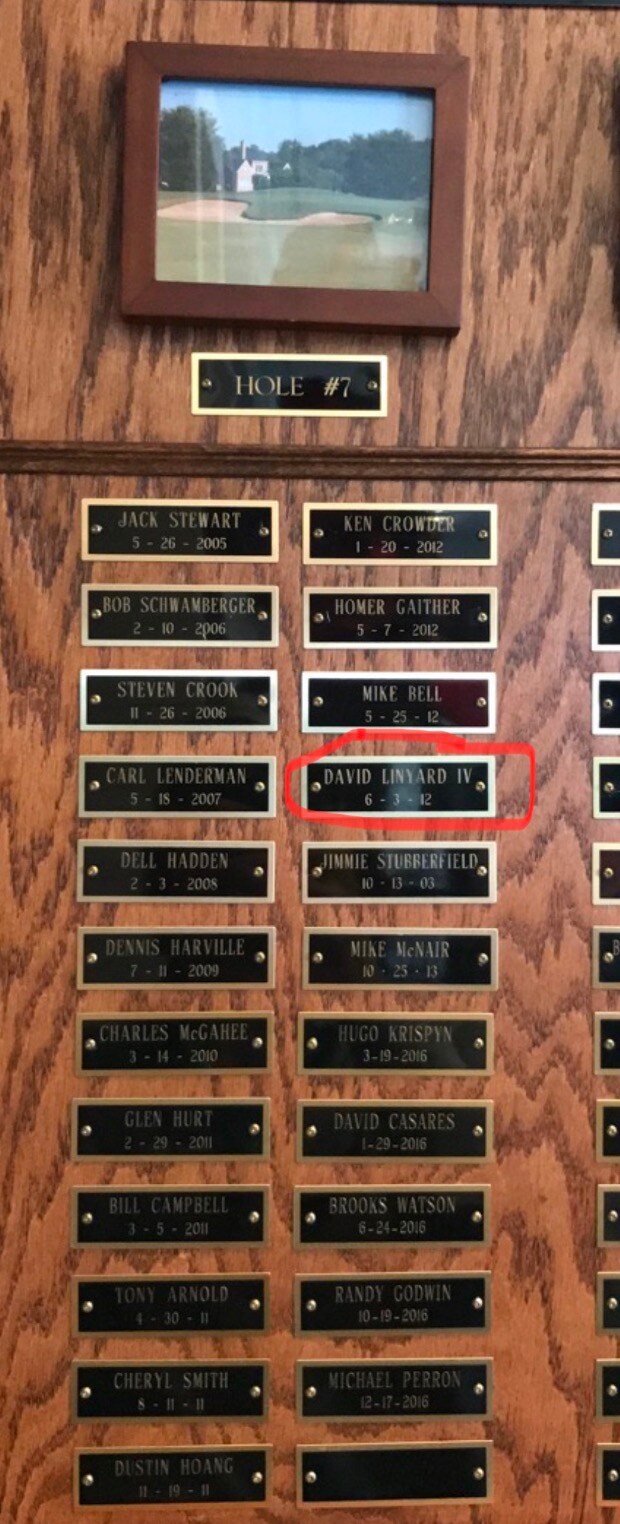 HOLE #7
JACK STEWART
5 - 26 - 2005
BOB SCHWAMBERGER
2 - 10 - 2006
STEVEN CROOK
11 - 26 - 2006
CARL LENDERMAN
5 - 18 - 2007
DELL HADDEN
2 - 3 - 2008
DENNIS HARVILLE
7 - 11 - 2009
CHARLES McGAHEE
3 - 14 - 2010
GLEN HURT
2 - 29 - 2011
BILL CAMPBELL
3 - 5 - 2011
TONY ARNOLD
4 - 30 - 11
CHERYL SMITH
8 - 11 - 11
DUSTIN HOANG
11 - 19 - 11
KEN CROWDER
1 - 20 - 2012
HOMER GAITHER
5 - 7 - 2012
MIKE BELL
5 - 25 - 12
DAVID LINYARD IV
6 - 3 - 12
JIMMIE STUBBERFIELD
10 - 13 - 03
MIKE McNAIR
10 - 25 - 13
HUGO KRISPYN
3-19-2016
DAVID CASARES
1-29-2016
BROOKS WATSON
6-24-2016
RANDY GODWIN
10-19-2016
MICHAEL PERRON
12-17-2016